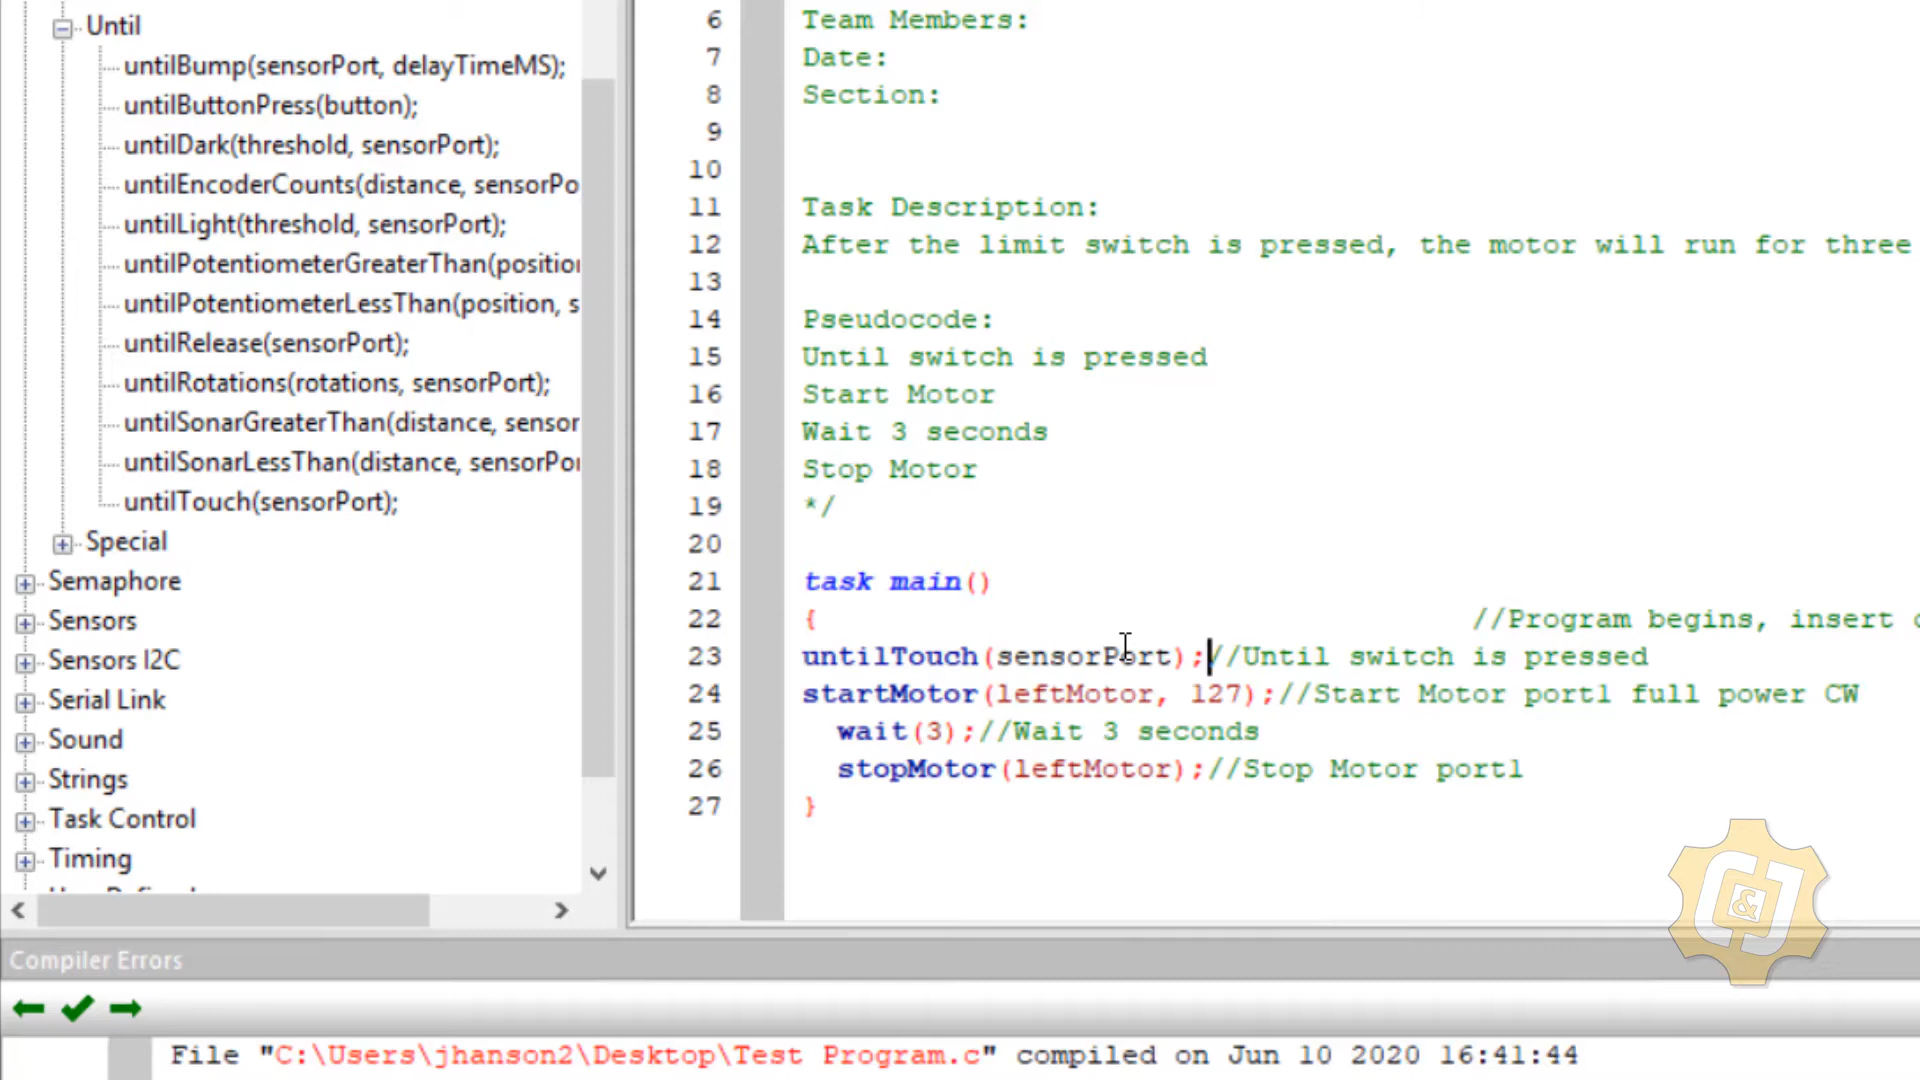 Until
untilBump(sensorPort, delayTimeMS);
untilButtonPress(button);
untilDark(threshold, sensorPort);
untilEncoderCounts(distance, sensorPo
untilLight(threshold, sensorPort);
untilPotentiometerGreaterThan(position
untilPotentiometerLessThan(position, s
untilRelease(sensorPort);
untilRotations(rotations, sensorPort);
untilSonarGreaterThan(distance, sensor
untilSonarLessThan(distance, sensorPor
untilTouch(sensorPort);
Special
Semaphore
Sensors
Sensors I2C
Serial Link
Sound
Strings
Task Control
Timing
6 Team Members:
7 Date:
8 Section:
9
10
11 Task Description:
12 After the limit switch is pressed, the motor will run for three
13
14 Pseudocode:
15 Until switch is pressed
16 Start Motor
17 Wait 3 seconds
18 Stop Motor
19 */
20
21 task main()
22 { //Program begins, insert
23 untilTouch(sensorPort);//Until switch is pressed
24 startMotor(leftMotor, 127);//Start Motor port1 full power CW
25 wait(3);//Wait 3 seconds
26 stopMotor(leftMotor);//Stop Motor port1
27 }
C&J
Compiler Errors
File "C:\Users\jhanson2\Desktop\Test Program.c" compiled on Jun 10 2020 16:41:44